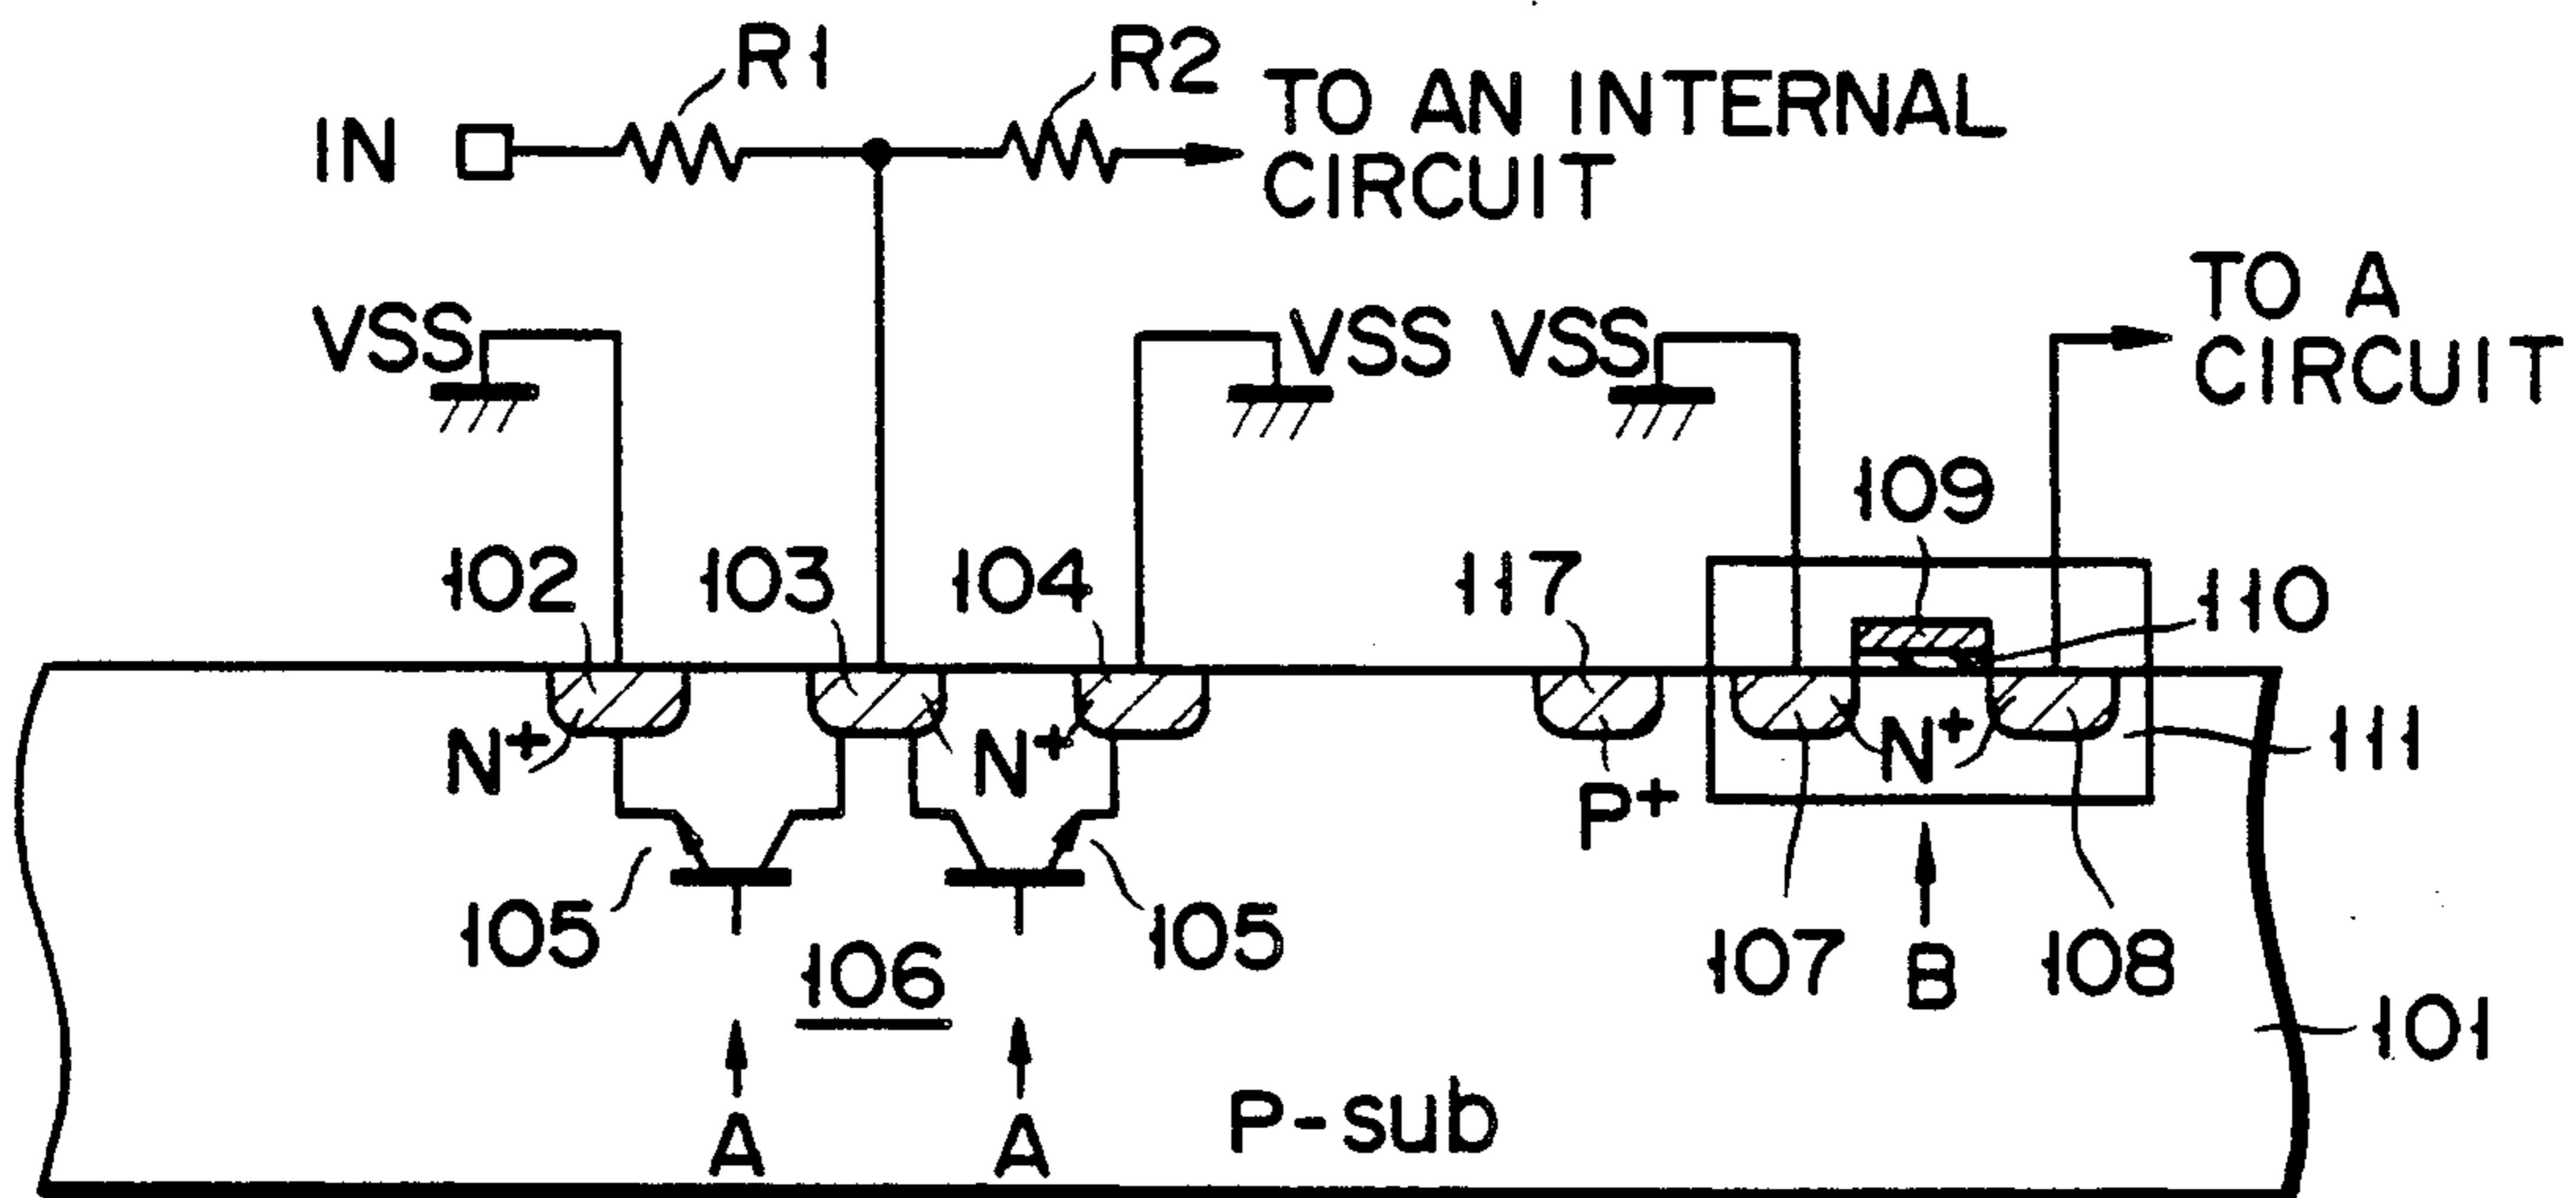 R1
R2
IN
TO AN INTERNAL
CIRCUIT
VSS
VSS
VSS
TO A
CIRCUIT
109
102
103
104
117
110
N+
N+
P+
N+
111
105
105
106
107
B
108
101
A
A
P-sub